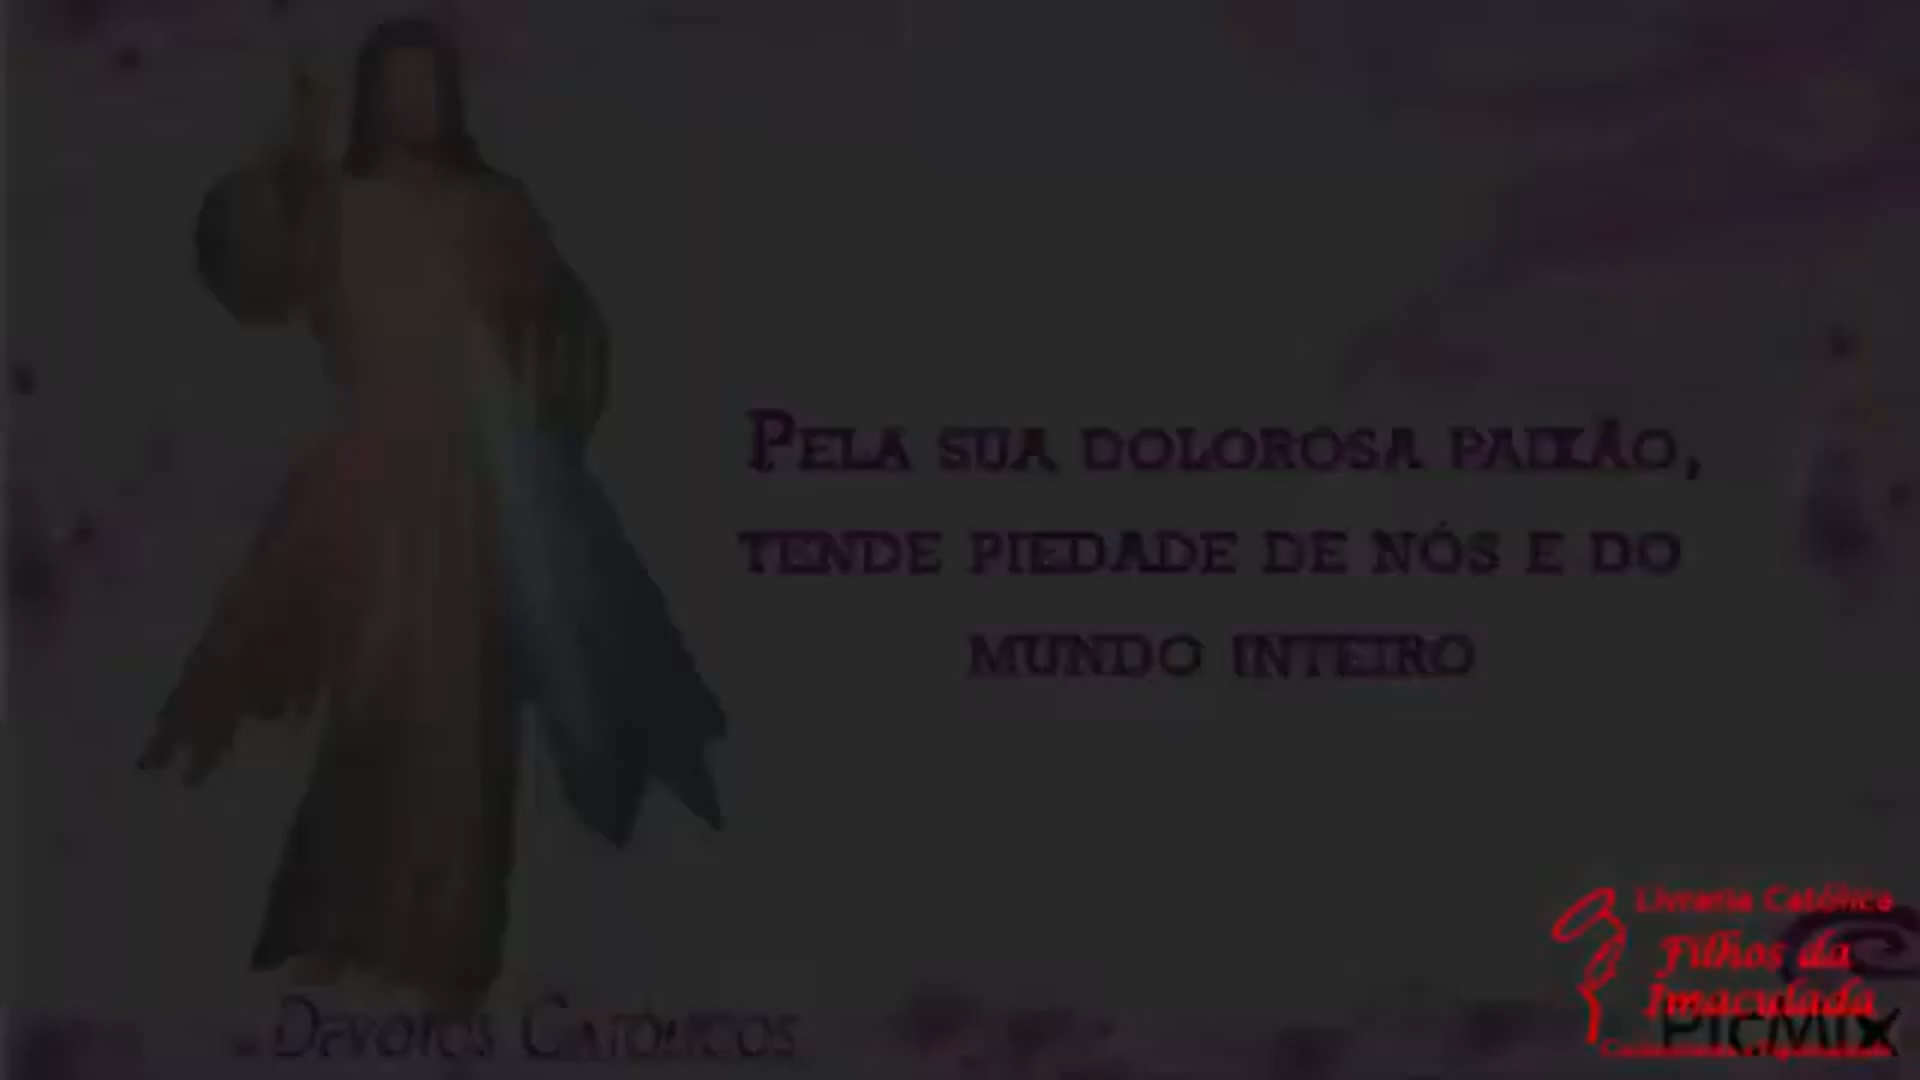 PELA SUA DOLOROSA PAIXÃO,
TENDE PIEDADE DE NÓS E DO
MUNDO INTEIRO
DEVOTOS CATÓLICOS
Livraria Católica
Filhos da
Imaculada
PICMIX